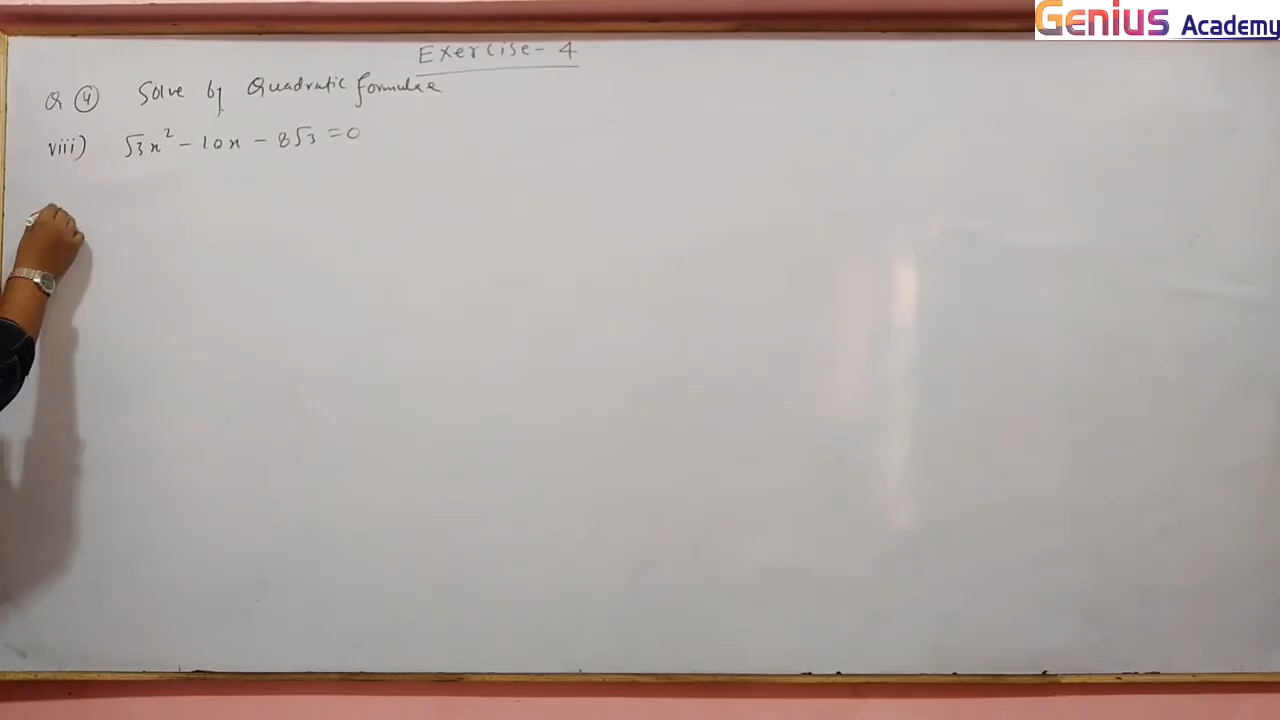 Genius Academy
Exercise - 4
Q ④ Solve by Quadratic formulae
viii) √3x² - 10x - 8√3 = 0